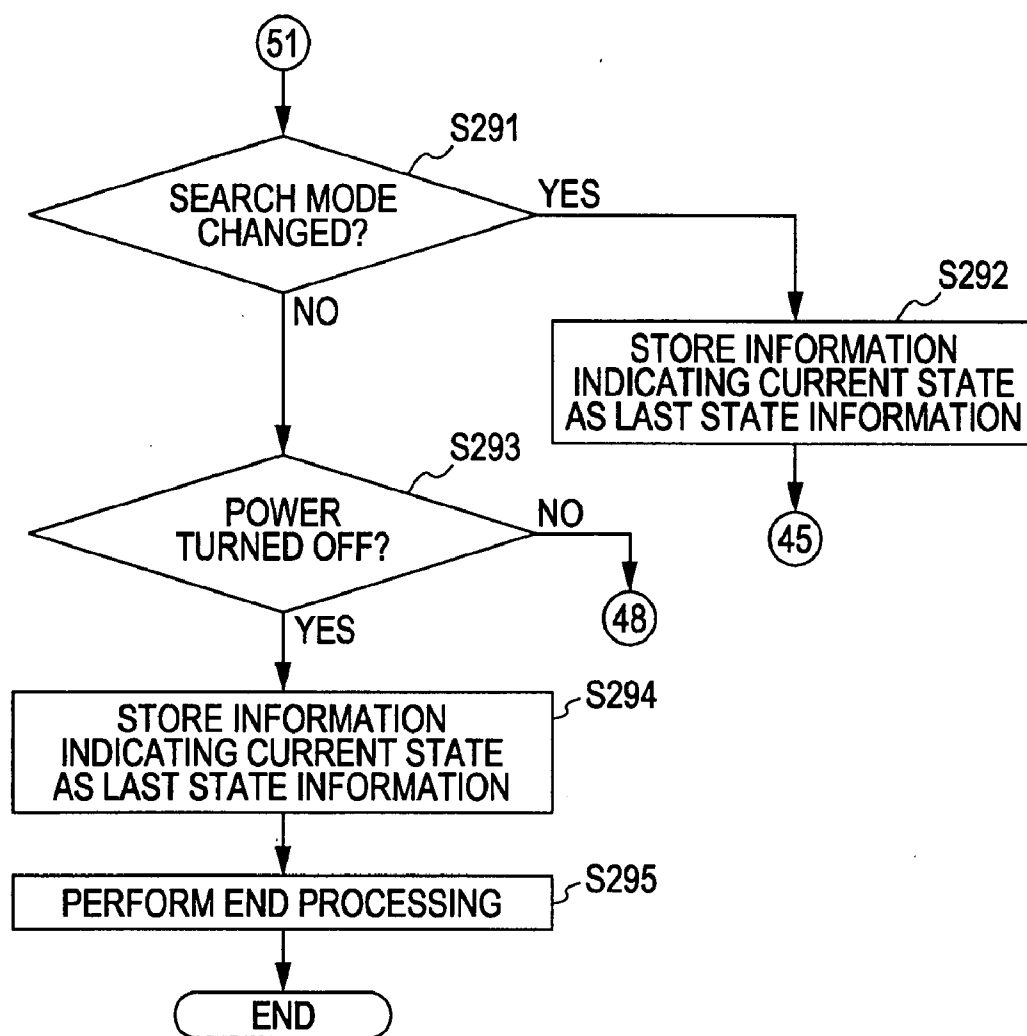 51
S291
SEARCH MODE
CHANGED?
YES
NO
S292
STORE INFORMATION
INDICATING CURRENT STATE
AS LAST STATE INFORMATION
45
S293
POWER
TURNED OFF?
NO
48
YES
S294
STORE INFORMATION
INDICATING CURRENT STATE
AS LAST STATE INFORMATION
S295
PERFORM END PROCESSING
END